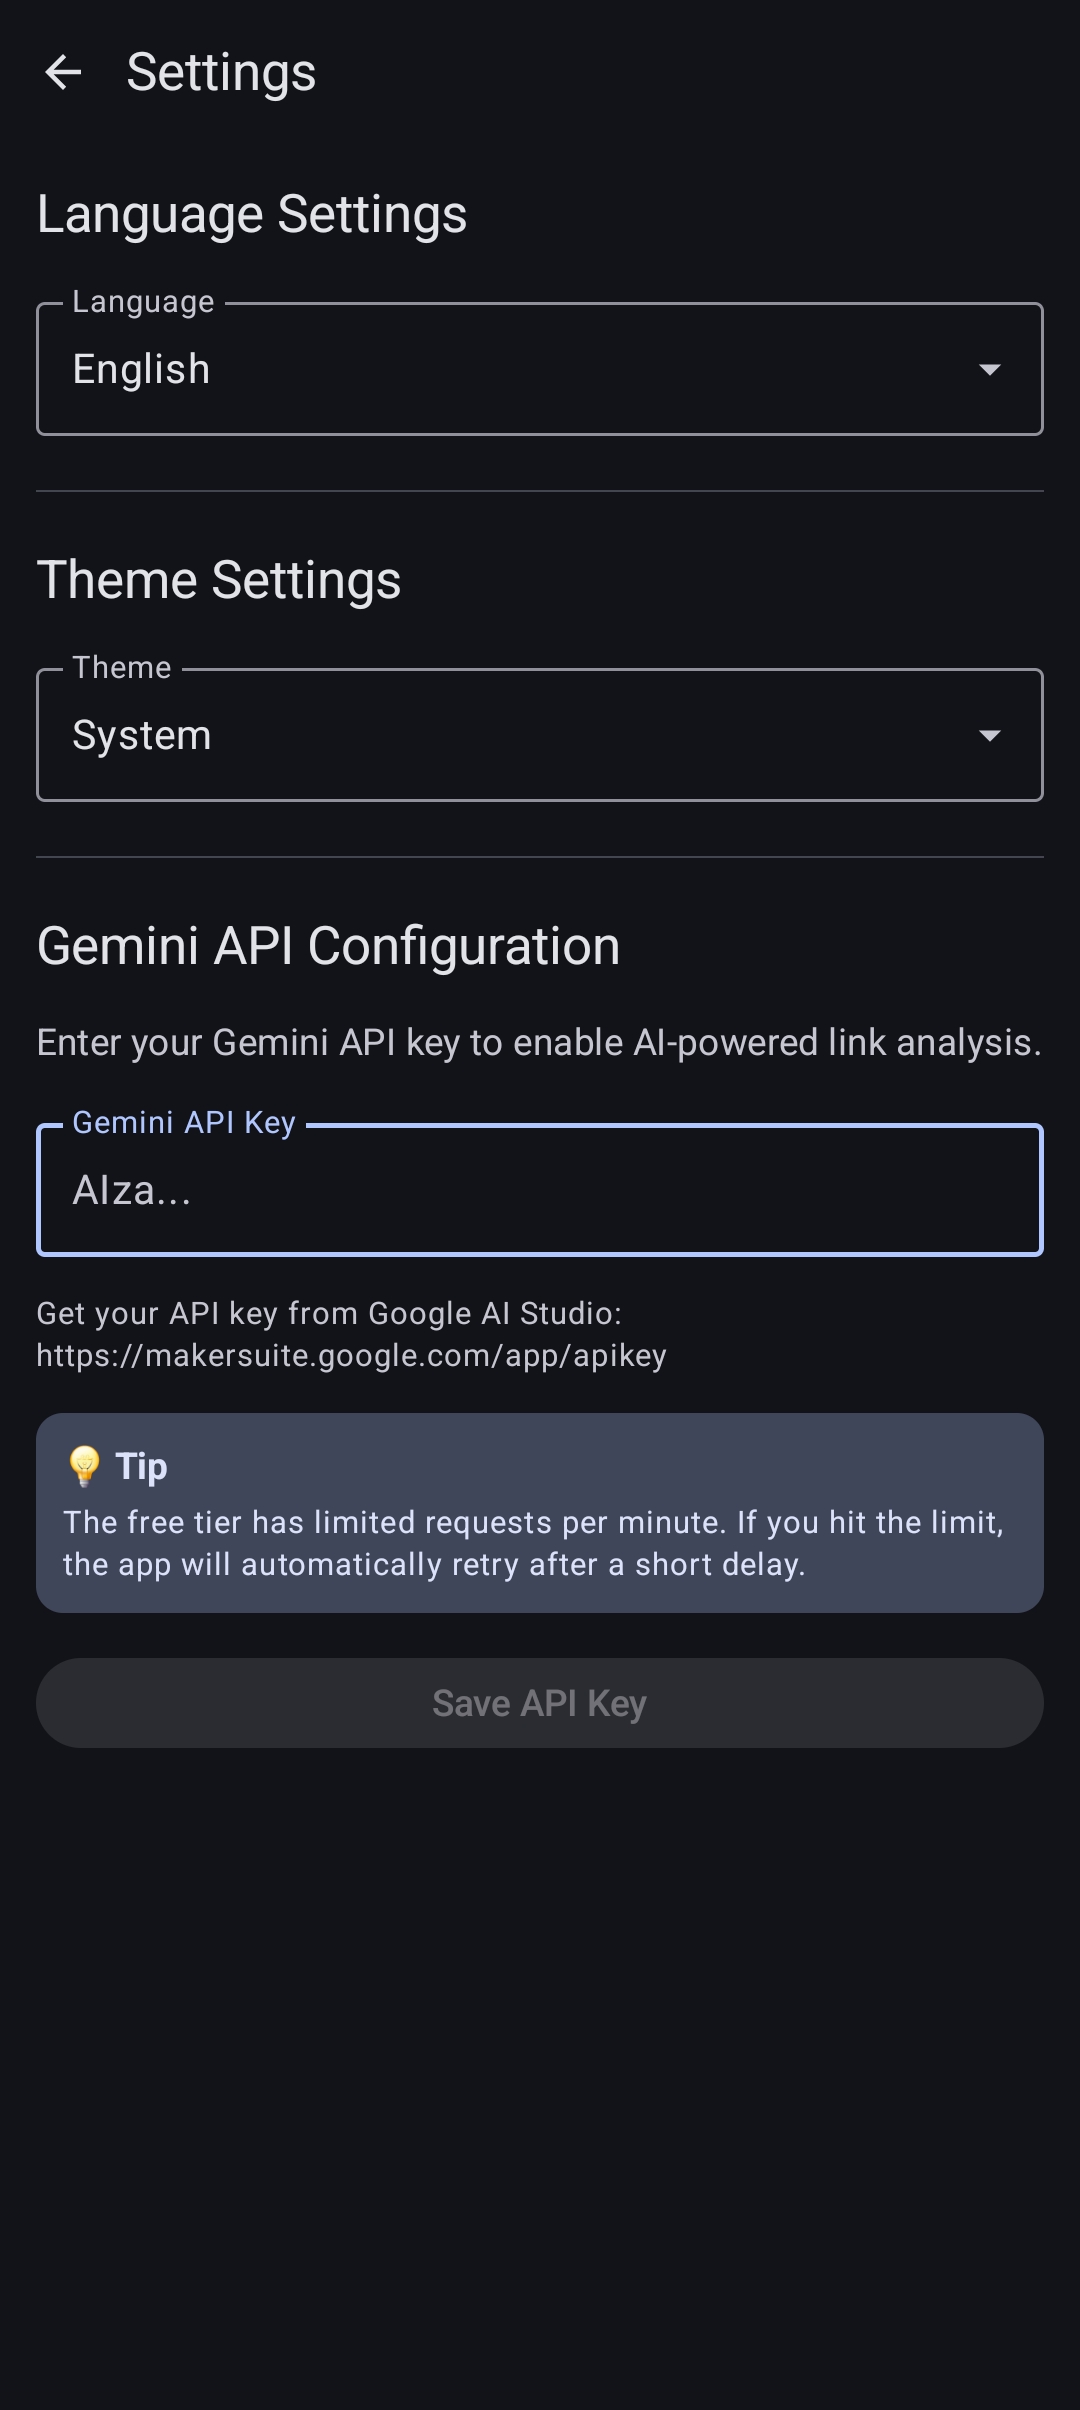 Settings
Language Settings
Language
English
Theme Settings
Theme
System
Gemini API Configuration
Enter your Gemini API key to enable AI-powered link analysis.
Gemini API Key
AIza...
Get your API key from Google AI Studio:
https://makersuite.google.com/app/apikey
💡 Tip
The free tier has limited requests per minute. If you hit the limit,
the app will automatically retry after a short delay.
Save API Key